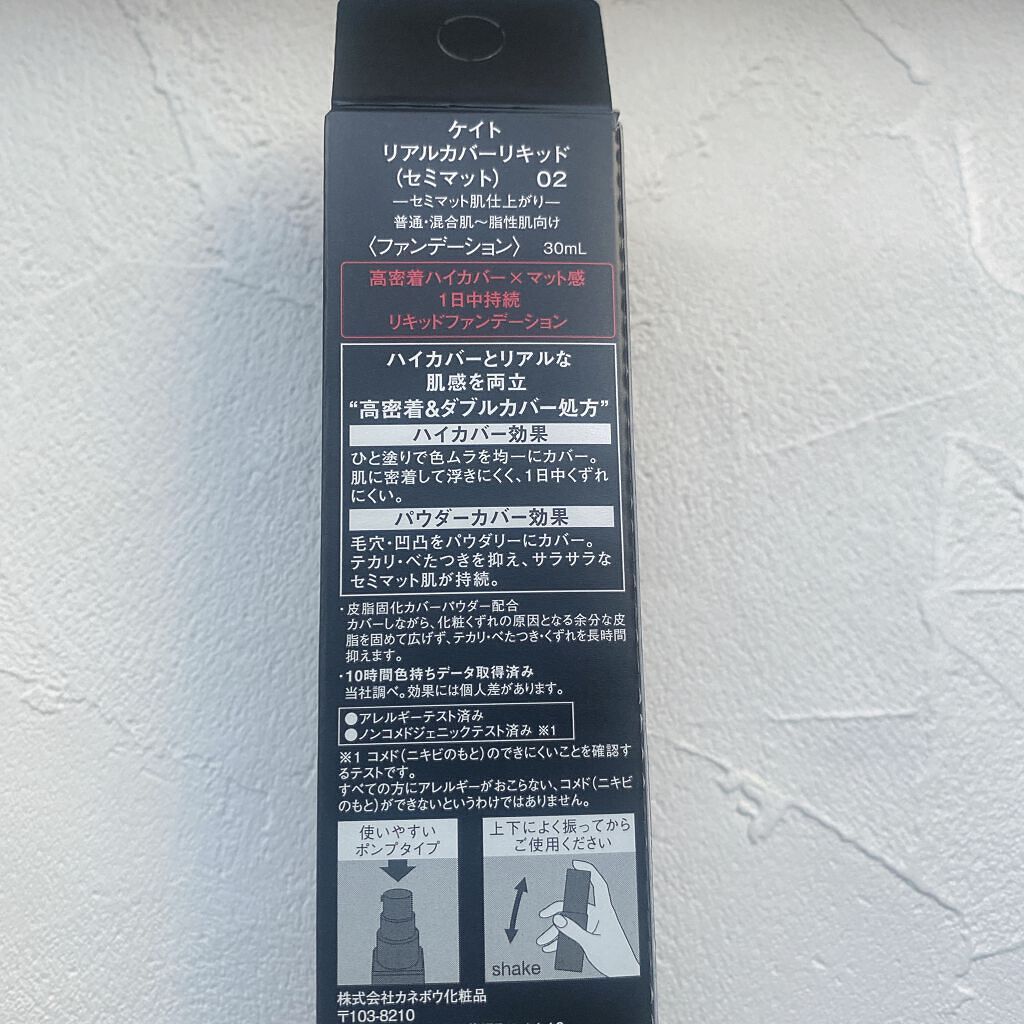 ケイト
リアルカバーリキッド
(セミマット) 02
―セミマット肌仕上がり―
普通・混合肌～脂性肌向け
〈ファンデーション〉 30mL
高密着ハイカバー×マット感
1日中持続
リキッドファンデーション
ハイカバーとリアルな
肌感を両立
“高密着&ダブルカバー処方”
ハイカバー効果
ひと塗りで色ムラを均一にカバー。
肌に密着して浮きにくく、1日中くずれ
にくい。
パウダーカバー効果
毛穴・凹凸をパウダリーにカバー。
テカリ・べたつきを抑え、サラサラな
セミマット肌が持続。
・皮脂固化カバーパウダー配合
カバーしながら、化粧くずれの原因となる余分な皮
脂を固めて広げず、テカリ・べたつき・くずれを長時間
抑えます。
・10時間色持ちデータ取得済み
当社調べ。効果には個人差があります。
●アレルギーテスト済み
●ノンコメドジェニックテスト済み ※1
※1 コメド(ニキビのもと)のできにくいことを確認す
るテストです。
すべての方にアレルギーがおこらない、コメド(ニキビ
のもと)ができないというわけではありません。
使いやすい
ポンプタイプ
上下によく振ってから
ご使用ください
shake
株式会社カネボウ化粧品
〒103-8210